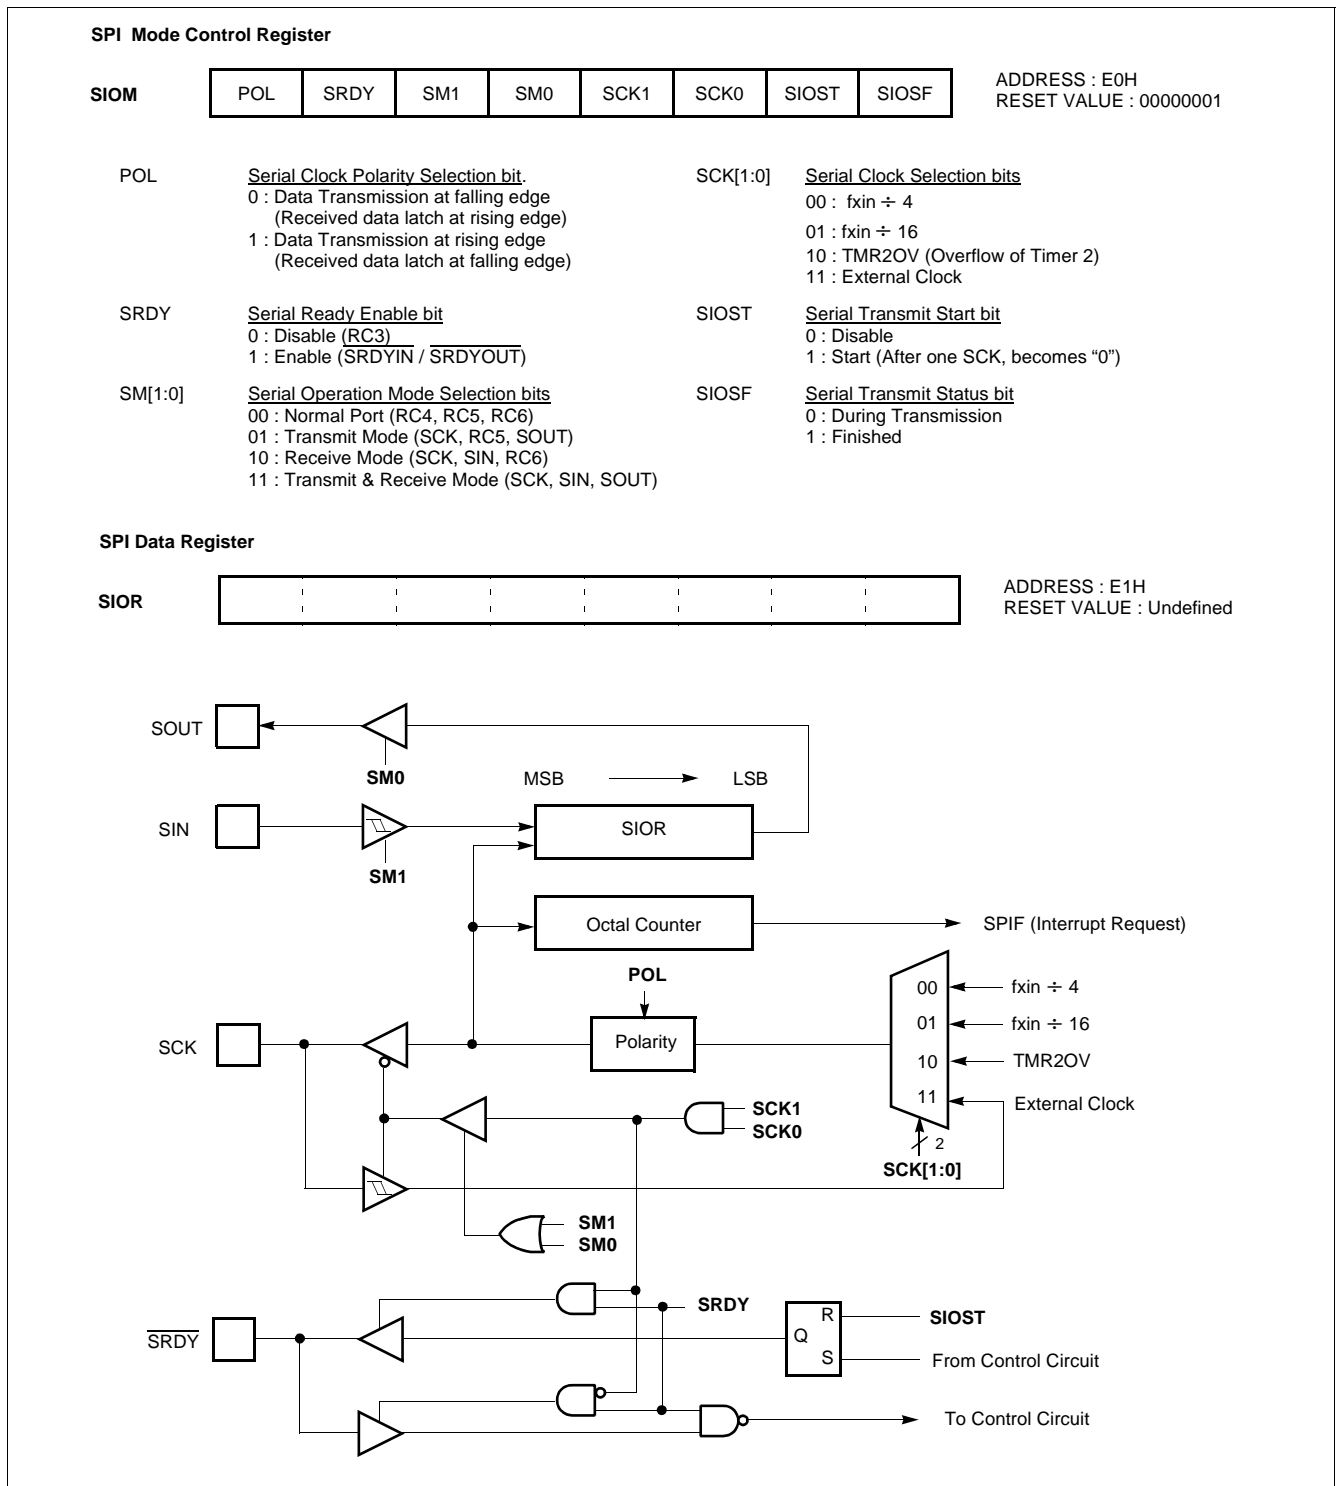 SPI Mode Control Register
SIOM
POL SRDY SM1 SM0 SCK1 SCK0 SIOST SIOSF
ADDRESS : E0H
RESET VALUE : 00000001
POL
Serial Clock Polarity Selection bit.
0 : Data Transmission at falling edge
(Received data latch at rising edge)
1 : Data Transmission at rising edge
(Received data latch at falling edge)
SCK[1:0]
Serial Clock Selection bits
00 : fxin ÷ 4
01 : fxin ÷ 16
10 : TMR2OV (Overflow of Timer 2)
11 : External Clock
SRDY
Serial Ready Enable bit
0 : Disable (RC3)
1 : Enable (SRDYIN / SRDYOUT)
SIOST
Serial Transmit Start bit
0 : Disable
1 : Start (After one SCK, becomes “0”)
SM[1:0]
Serial Operation Mode Selection bits
00 : Normal Port (RC4, RC5, RC6)
01 : Transmit Mode (SCK, RC5, SOUT)
10 : Receive Mode (SCK, SIN, RC6)
11 : Transmit & Receive Mode (SCK, SIN, SOUT)
SIOSF
Serial Transmit Status bit
0 : During Transmission
1 : Finished
SPI Data Register
SIOR
ADDRESS : E1H
RESET VALUE : Undefined
SOUT
SM0
MSB
LSB
SIN
SIOR
SM1
Octal Counter
SPIF (Interrupt Request)
POL
00
fxin ÷ 4
01
fxin ÷ 16
SCK
Polarity
10
TMR2OV
11
External Clock
SCK1
SCK0
2
SCK[1:0]
SM1
SM0
SRDY
R
SIOST
SRDY
Q
S
From Control Circuit
To Control Circuit